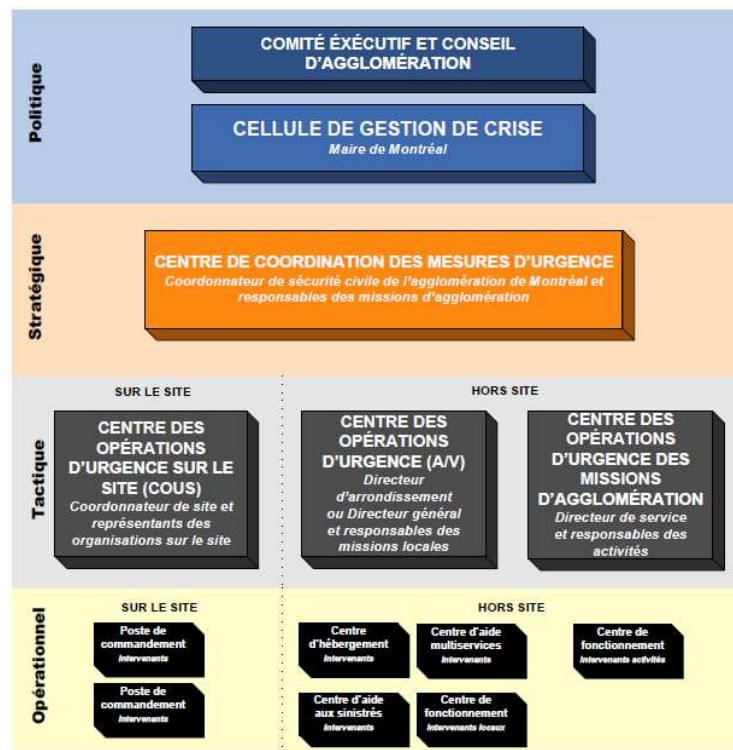 Politique
COMITÉ ÉXÉCUTIF ET CONSEIL
D'AGGLOMÉRATION
CELLULE DE GESTION DE CRISE
Maire de Montréal
Stratégique
CENTRE DE COORDINATION DES MESURES D'URGENCE
Coordonnateur de sécurité civile de l'agglomération de Montréal et
responsables des missions d'agglomération
Tactique
SUR LE SITE
CENTRE DES
OPÉRATIONS
D'URGENCE SUR LE
SITE (COUS)
Coordonnateur de site et
représentants des
organisations sur le site
HORS SITE
CENTRE DES
OPÉRATIONS
D'URGENCE (A/V)
Directeur
d'arrondissement
ou Directeur général
et responsables des
missions locales
CENTRE DES
OPÉRATIONS
D'URGENCE DES
MISSIONS
D'AGGLOMÉRATION
Directeur de service
et responsables des
activités
Opérationnel
SUR LE SITE
Poste de
commandement
Intervenants
Poste de
commandement
Intervenants
HORS SITE
Centre
d'hébergement
Intervenants
Centre d'aide
multiservices
Intervenants
Centre de
fonctionnement
Intervenants activités
Centre d'aide
aux sinistrés
Intervenants
Centre de
fonctionnement
Intervenants locaux